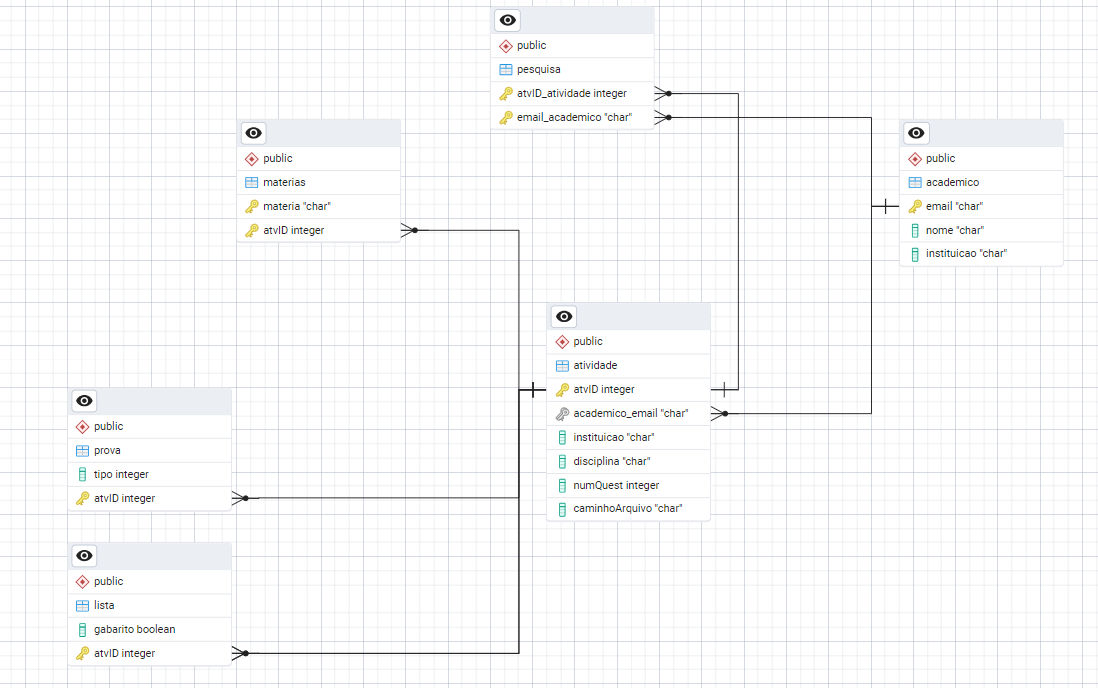 public
pesquisa
atvID_atividade integer
email_academico "char"
public
materias
materia "char"
atvID integer
public
academico
email "char"
nome "char"
instituicao "char"
public
atividade
atvID integer
academico_email "char"
instituicao "char"
disciplina "char"
numQuest integer
caminhoArquivo "char"
public
prova
tipo integer
atvID integer
public
lista
gabarito boolean
atvID integer